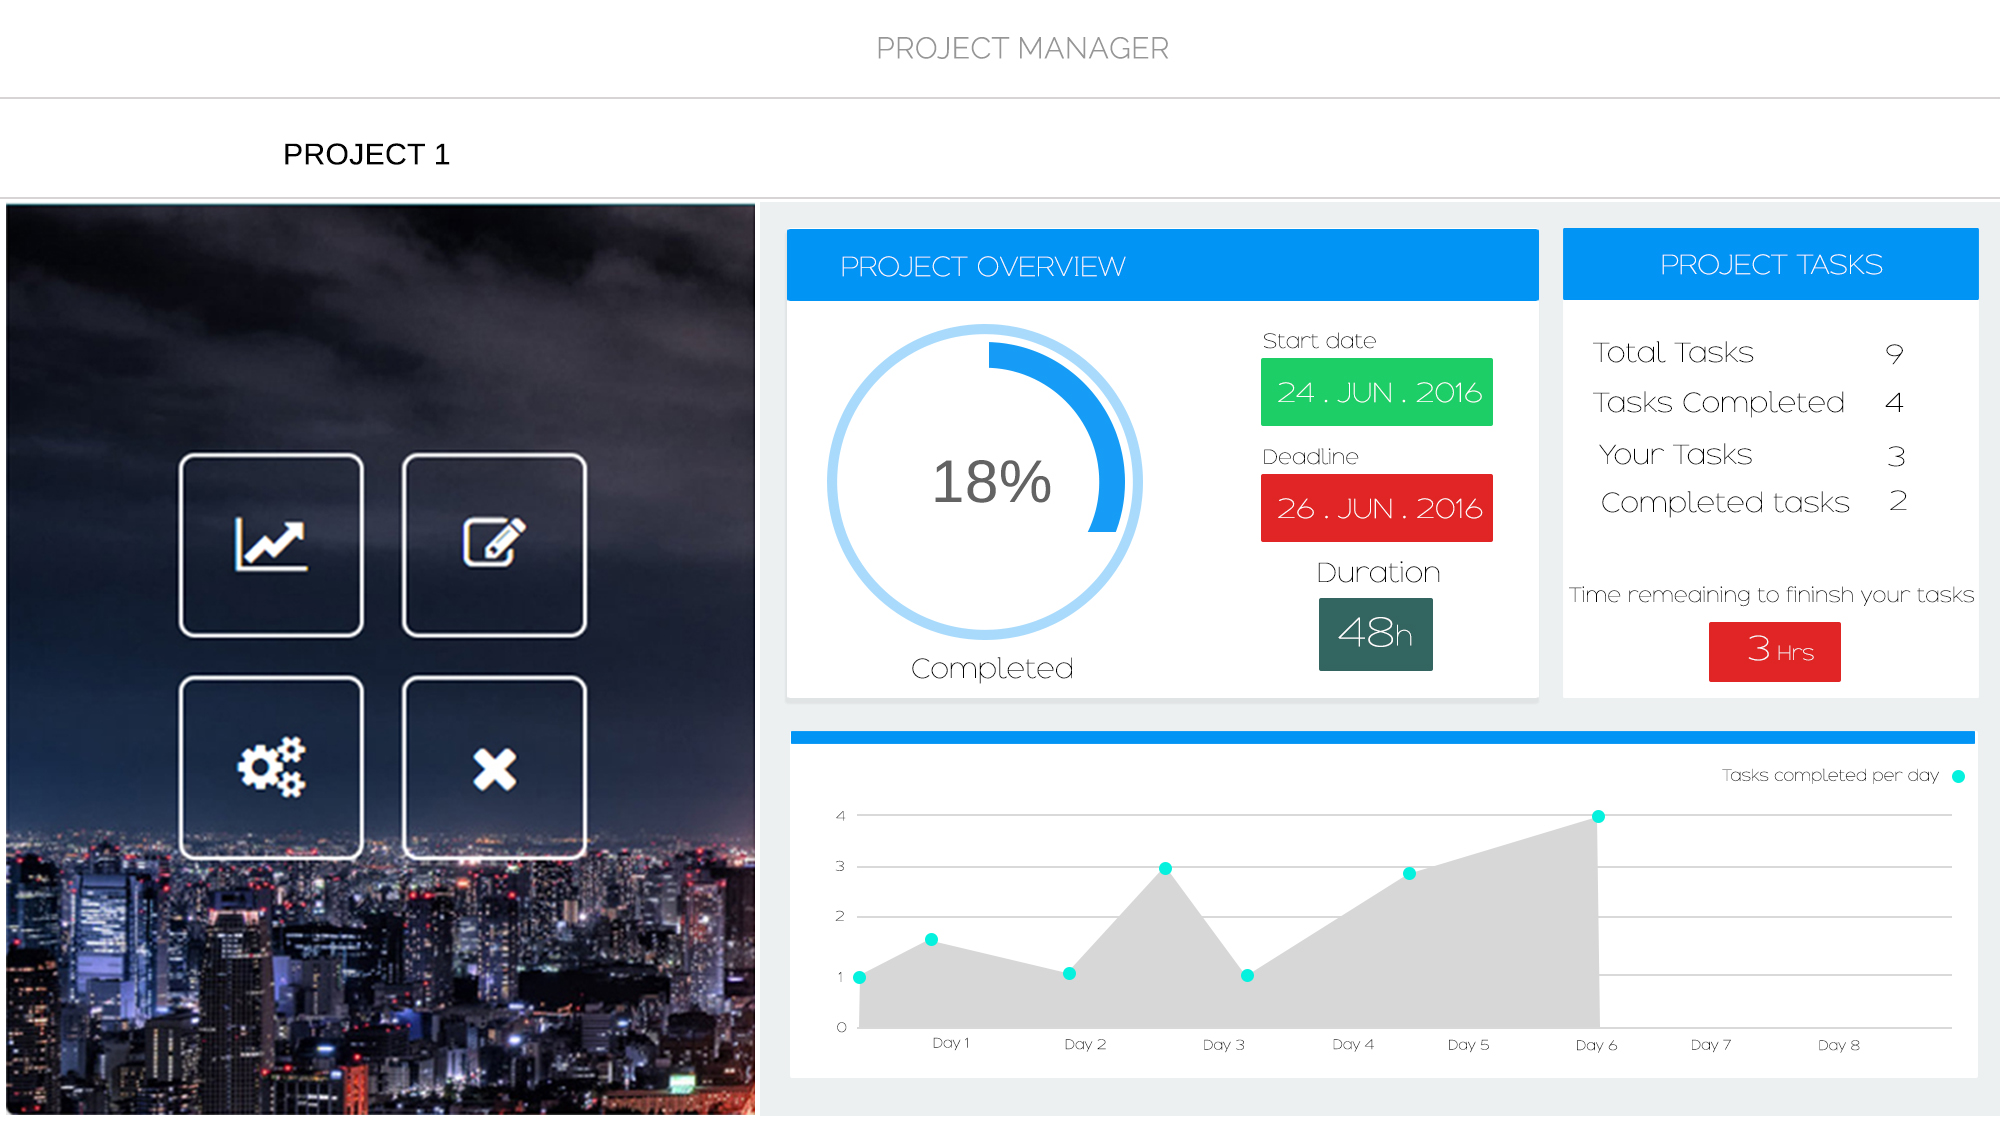 PROJECT MANAGER
PROJECT 1
PROJECT OVERVIEW
18%
Completed
Start date
24 . JUN . 2016
Deadline
26 . JUN . 2016
Duration
48h
PROJECT TASKS
Total Tasks 9
Tasks Completed 4
Your Tasks 3
Completed tasks 2
Time remeaining to fininsh your tasks
3 Hrs
Tasks completed per day
4
3
2
1
0
Day 1 Day 2 Day 3 Day 4 Day 5 Day 6 Day 7 Day 8